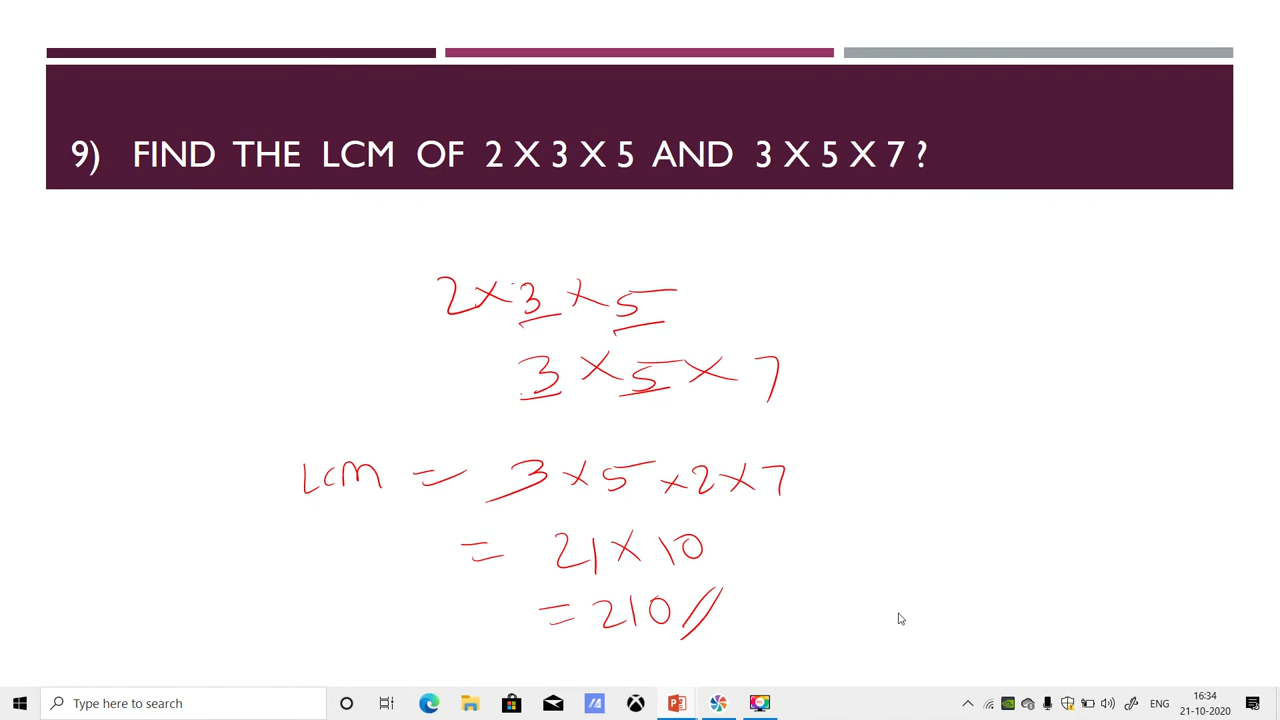 9) FIND THE LCM OF 2 X 3 X 5 AND 3 X 5 X 7 ?
2 × 3 × 5
3 × 5 × 7
LCM = 3 × 5 × 2 × 7
= 21 × 10
= 210 //
Type here to search
ENG
16:34
21-10-2020